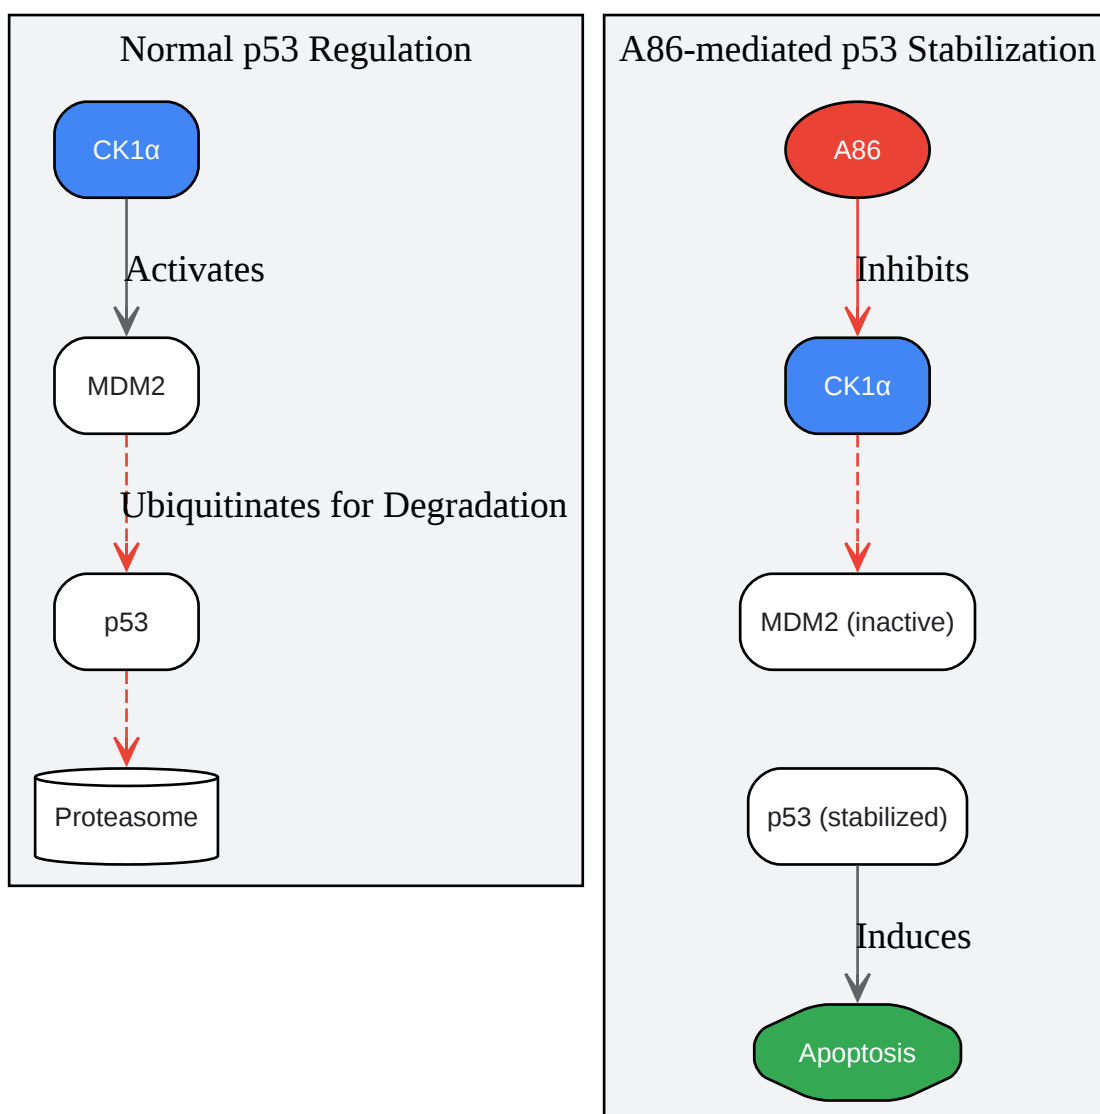 Normal p53 Regulation
CK1α
Activates
MDM2
Ubiquitinates for Degradation
p53
Proteasome
A86-mediated p53 Stabilization
A86
Inhibits
CK1α
MDM2 (inactive)
p53 (stabilized)
Induces
Apoptosis